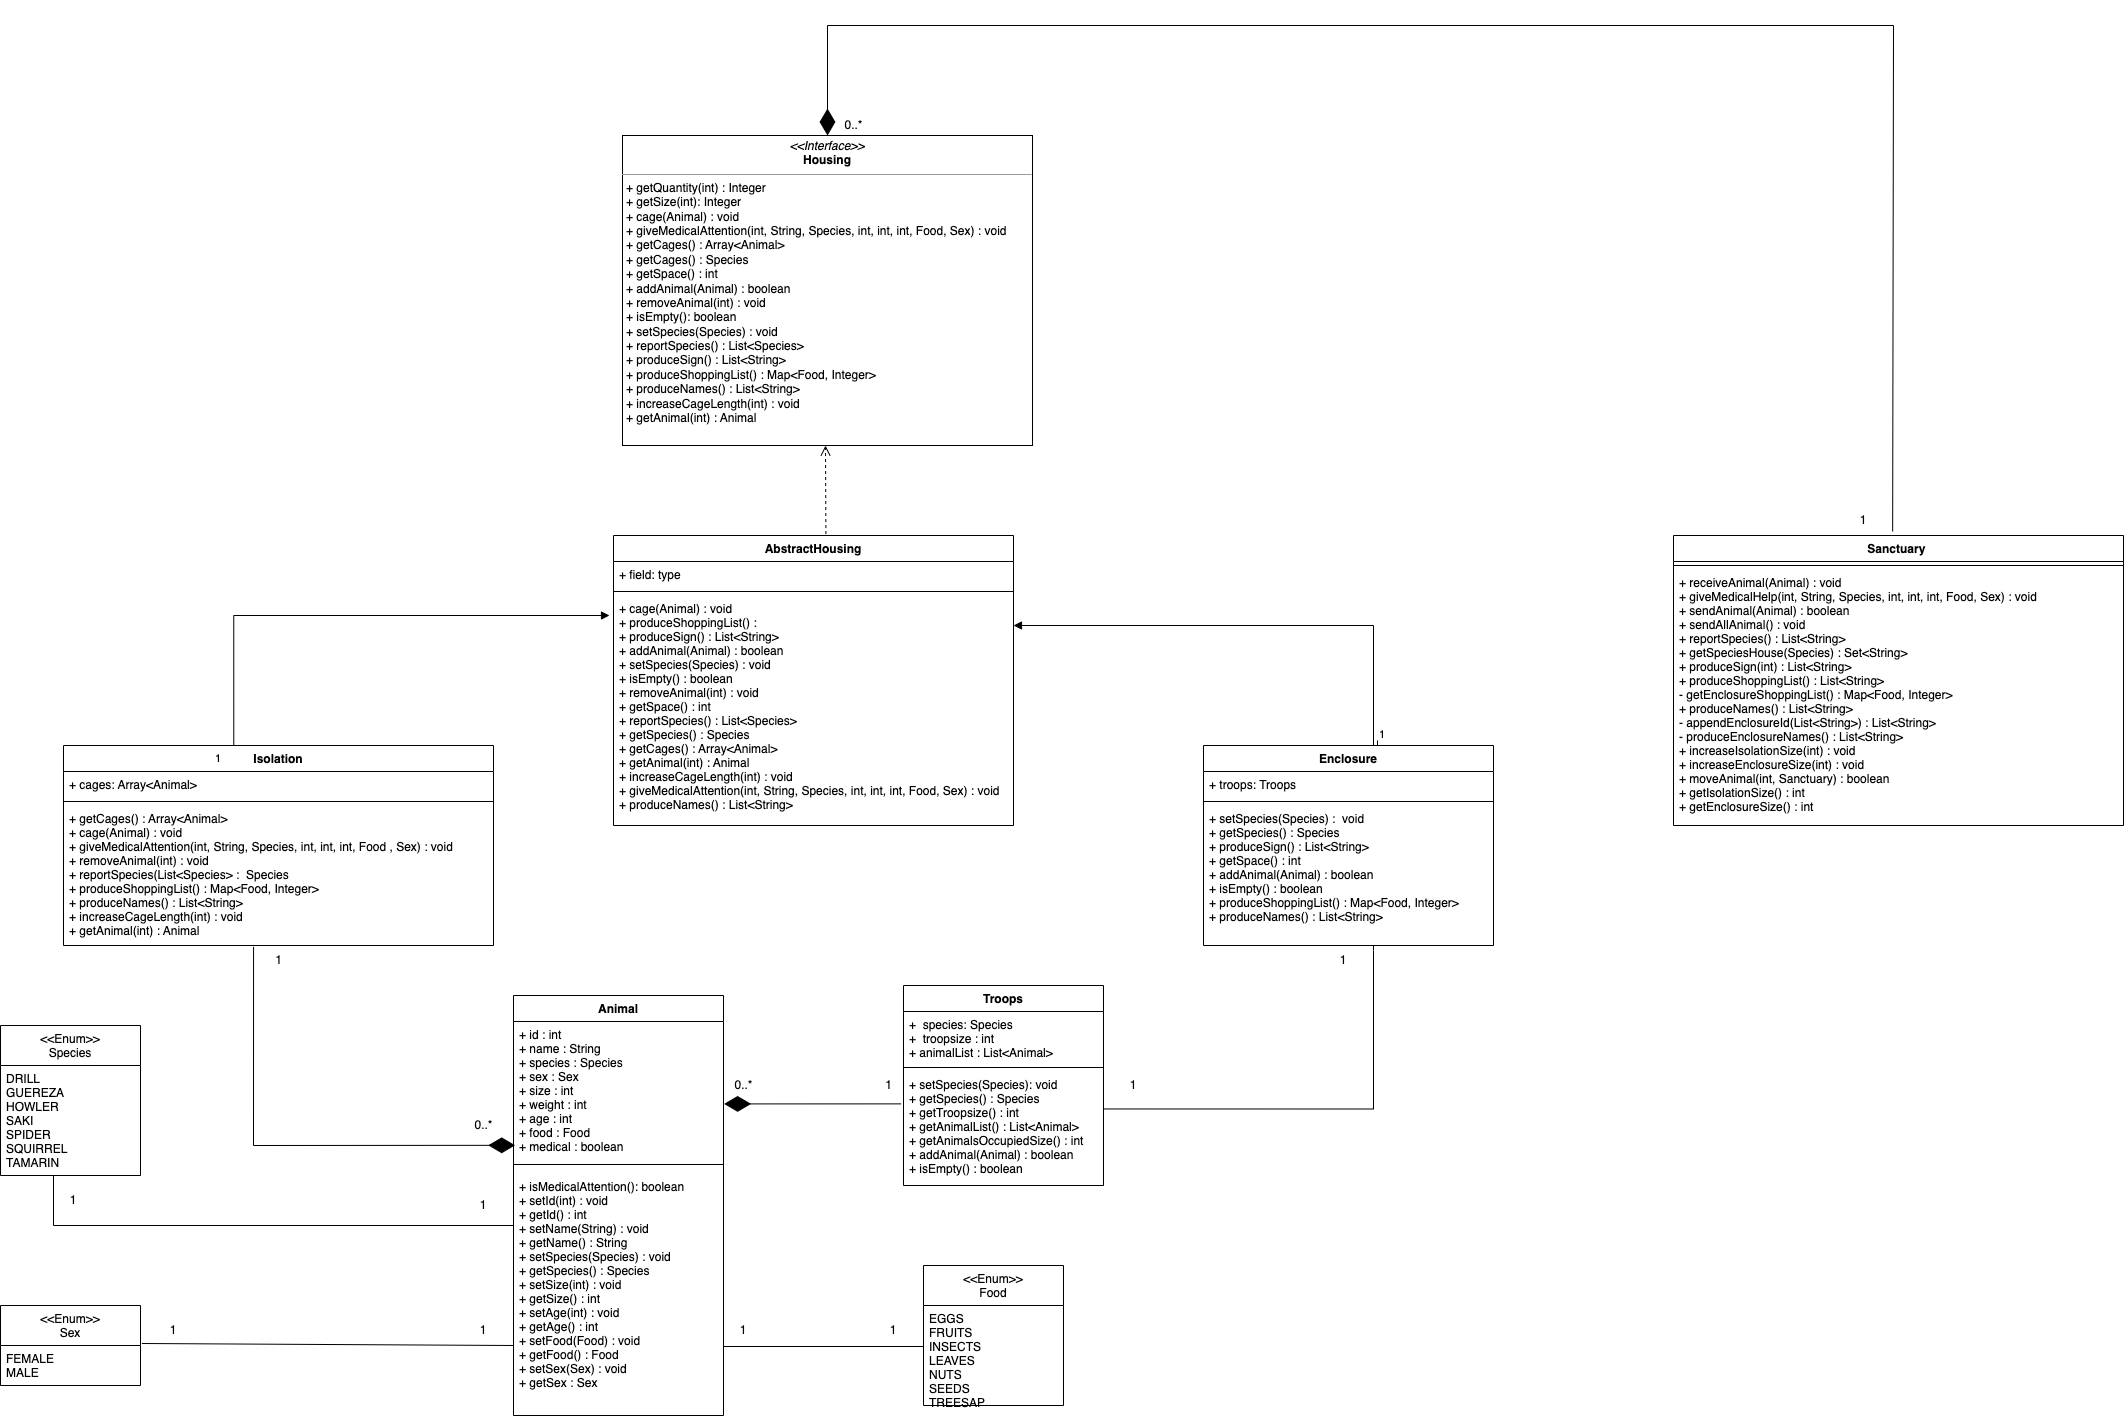 0..*
<<Interface>>
Housing
+ getQuantity(int) : Integer
+ getSize(int): Integer
+ cage(Animal) : void
+ giveMedicalAttention(int, String, Species, int, int, int, Food, Sex) : void
+ getCages() : Array<Animal>
+ getCages() : Species
+ getSpace() : int
+ addAnimal(Animal) : boolean
+ removeAnimal(int) : void
+ isEmpty(): boolean
+ setSpecies(Species) : void
+ reportSpecies() : List<Species>
+ produceSign() : List<String>
+ produceShoppingList() : Map<Food, Integer>
+ produceNames() : List<String>
+ increaseCageLength(int) : void
+ getAnimal(int) : Animal
AbstractHousing
+ field: type
+ cage(Animal) : void
+ produceShoppingList() :
+ produceSign() : List<String>
+ addAnimal(Animal) : boolean
+ setSpecies(Species) : void
+ isEmpty() : boolean
+ removeAnimal(int) : void
+ getSpace() : int
+ reportSpecies() : List<Species>
+ getSpecies() : Species
+ getCages() : Array<Animal>
+ getAnimal(int) : Animal
+ increaseCageLength(int) : void
+ giveMedicalAttention(int, String, Species, int, int, int, Food, Sex) : void
+ produceNames() : List<String>
1
Sanctuary
+ receiveAnimal(Animal) : void
+ giveMedicalHelp(int, String, Species, int, int, int, Food, Sex) : void
+ sendAnimal(Animal) : boolean
+ sendAllAnimal() : void
+ reportSpecies() : List<String>
+ getSpeciesHouse(Species) : Set<String>
+ produceSign(int) : List<String>
+ produceShoppingList() : List<String>
- getEnclosureShoppingList() : Map<Food, Integer>
+ produceNames() : List<String>
- appendEnclosureId(List<String>) : List<String>
- produceEnclosureNames() : List<String>
+ increaseIsolationSize(int) : void
+ increaseEnclosureSize(int) : void
+ moveAnimal(int, Sanctuary) : boolean
+ getIsolationSize() : int
+ getEnclosureSize() : int
1
Isolation
+ cages: Array<Animal>
+ getCages() : Array<Animal>
+ cage(Animal) : void
+ giveMedicalAttention(int, String, Species, int, int, int, Food , Sex) : void
+ removeAnimal(int) : void
+ reportSpecies(List<Species> :  Species
+ produceShoppingList() : Map<Food, Integer>
+ produceNames() : List<String>
+ increaseCageLength(int) : void
+ getAnimal(int) : Animal
1
1
Enclosure
+ troops: Troops
+ setSpecies(Species) :  void
+ getSpecies() : Species
+ produceSign() : List<String>
+ getSpace() : int
+ addAnimal(Animal) : boolean
+ isEmpty() : boolean
+ produceShoppingList() : Map<Food, Integer>
+ produceNames() : List<String>
1
<<Enum>>
Species
DRILL
GUEREZA
HOWLER
SAKI
SPIDER
SQUIRREL
TAMARIN
1
0..*
1
Animal
+ id : int
+ name : String
+ species : Species
+ sex : Sex
+ size : int
+ weight : int
+ age : int
+ food : Food
+ medical : boolean
+ isMedicalAttention(): boolean
+ setId(int) : void
+ getId() : int
+ setName(String) : void
+ getName() : String
+ setSpecies(Species) : void
+ getSpecies() : Species
+ setSize(int) : void
+ getSize() : int
+ setAge(int) : void
+ getAge() : int
+ setFood(Food) : void
+ getFood() : Food
+ setSex(Sex) : void
+ getSex : Sex
0..*
1
Troops
+  species: Species
+  troopsize : int
+ animalList : List<Animal>
+ setSpecies(Species): void
+ getSpecies() : Species
+ getTroopsize() : int
+ getAnimalList() : List<Animal>
+ getAnimalsOccupiedSize() : int
+ addAnimal(Animal) : boolean
+ isEmpty() : boolean
1
<<Enum>>
Sex
FEMALE
MALE
1
1
1
1
<<Enum>>
Food
EGGS
FRUITS
INSECTS
LEAVES
NUTS
SEEDS
TREESAP